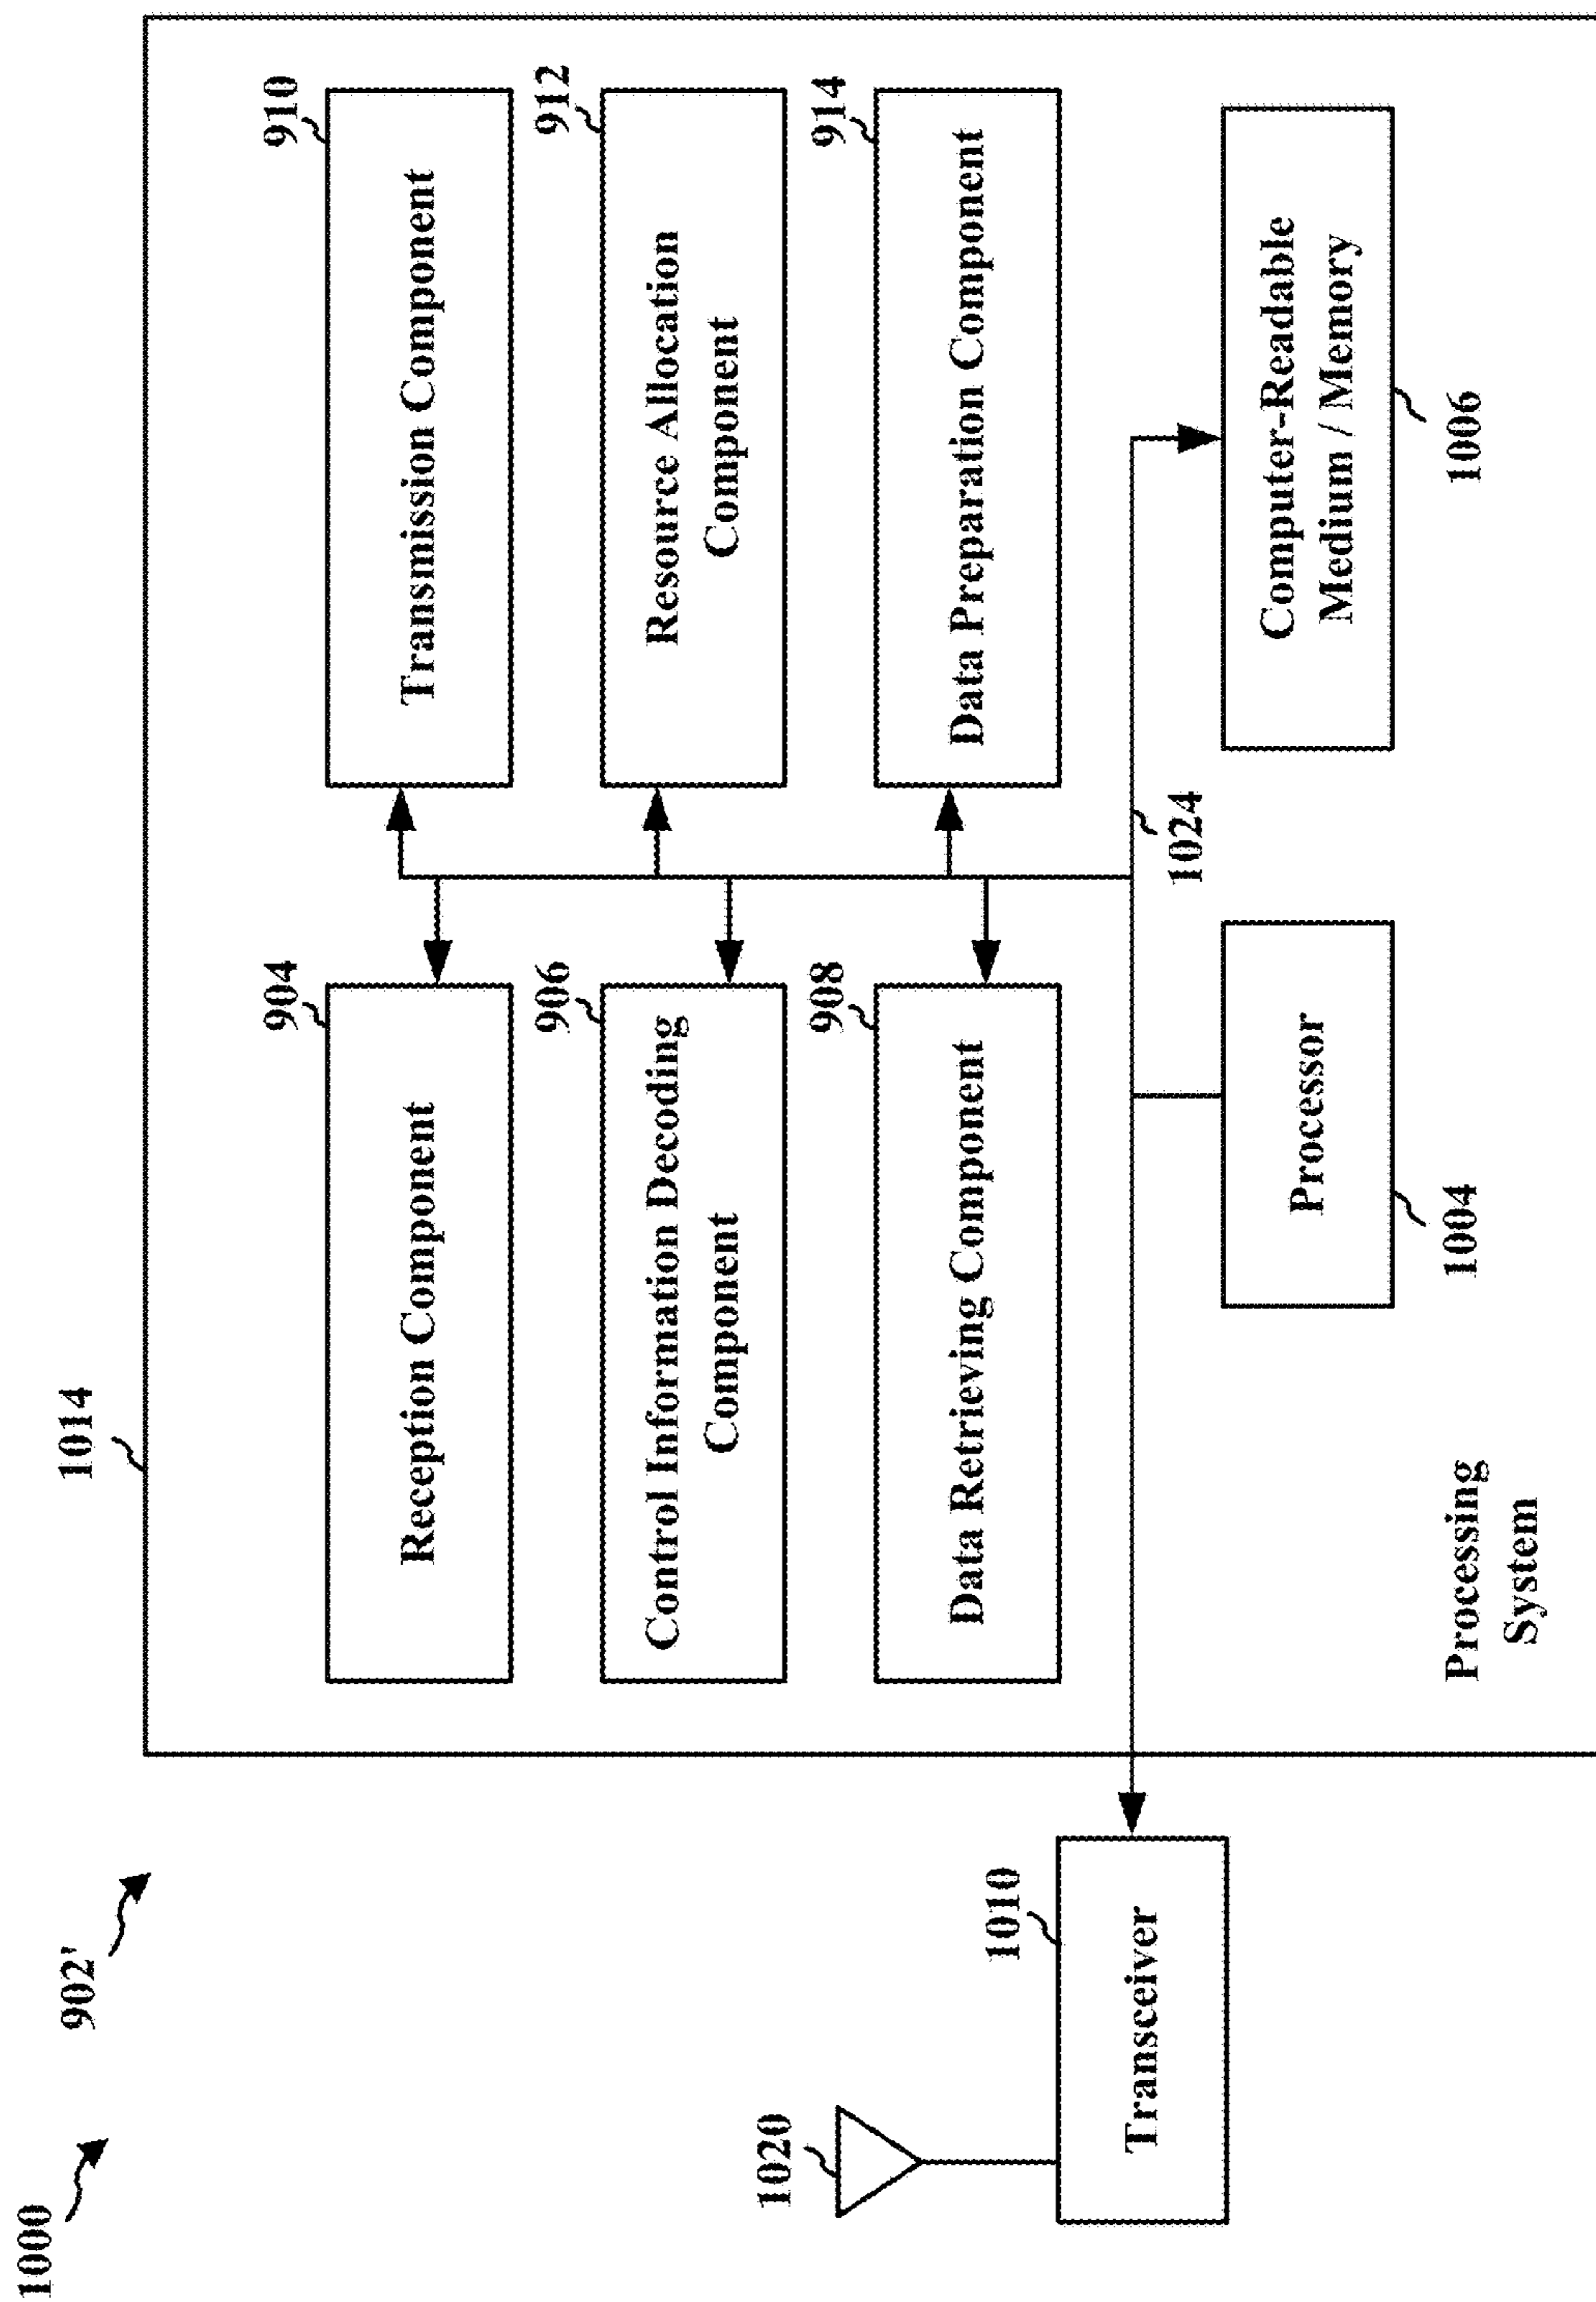 1000
902'
1014
904
Reception Component
910
Transmission Component
906
Control Information Decoding
Component
912
Resource Allocation
Component
908
Data Retrieving Component
914
Data Preparation Component
1020
1010
Transceiver
1024
Processor
1004
Computer-Readable
Medium / Memory
1006
Processing
System